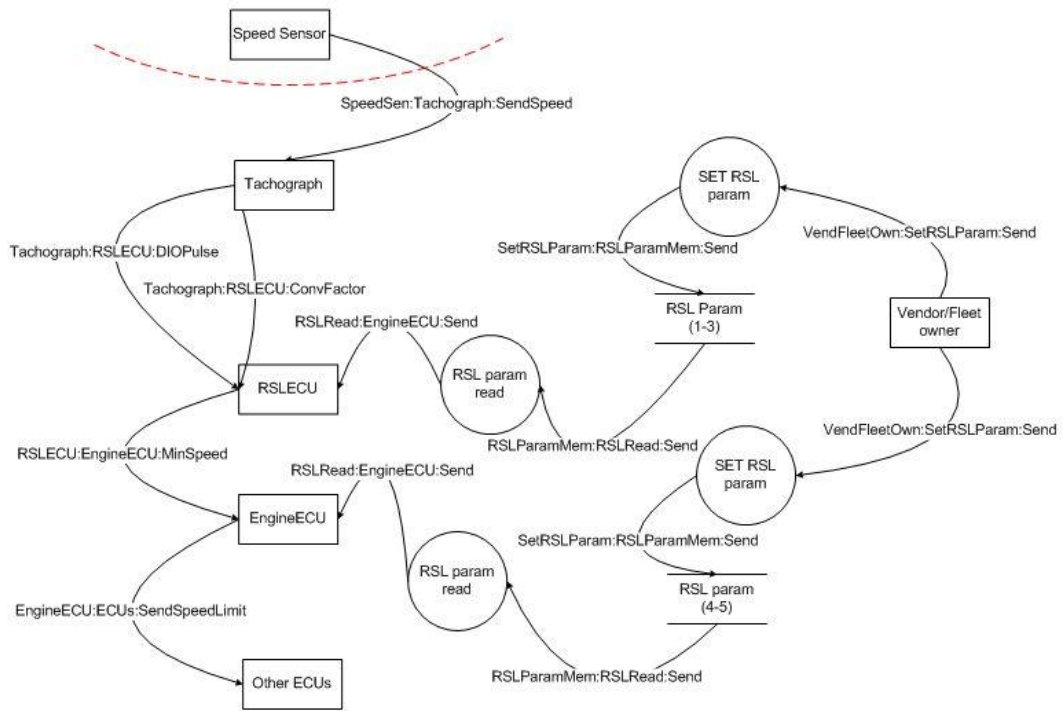 Speed Sensor
SpeedSen:Tachograph:SendSpeed
Tachograph
SET RSL
param
VendFleetOwn:SetRSLParam:Send
SetRSLParam:RSLParamMem:Send
Tachograph:RSLECU:DIOPulse
Tachograph:RSLECU:ConvFactor
RSL Param
(1-3)
Vendor/Fleet
owner
RSLRead:EngineECU:Send
RSLECU
RSL param
read
RSLParamMem:RSLRead:Send
VendFleetOwn:SetRSLParam:Send
RSLECU:EngineECU:MinSpeed
RSLRead:EngineECU:Send
SET RSL
param
EngineECU
SetRSLParam:RSLParamMem:Send
RSL param
read
RSL param
(4-5)
EngineECU:ECUs:SendSpeedLimit
RSLParamMem:RSLRead:Send
Other ECUs